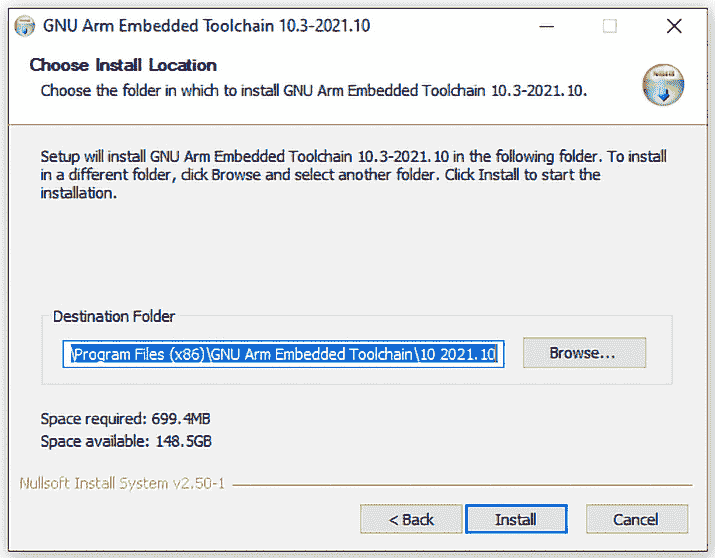 GNU Arm Embedded Toolchain 10.3-2021.10
Choose Install Location
Choose the folder in which to install GNU Arm Embedded Toolchain 10.3-2021.10.
Setup will install GNU Arm Embedded Toolchain 10.3-2021.10 in the following folder. To install
in a different folder, click Browse and select another folder. Click Install to start the
installation.
Destination Folder
\Program Files (x86)\GNU Arm Embedded Toolchain\10 2021.10
Browse...
Space required: 699.4MB
Space available: 148.5GB
Nullsoft Install System v2.50-1
< Back
Install
Cancel